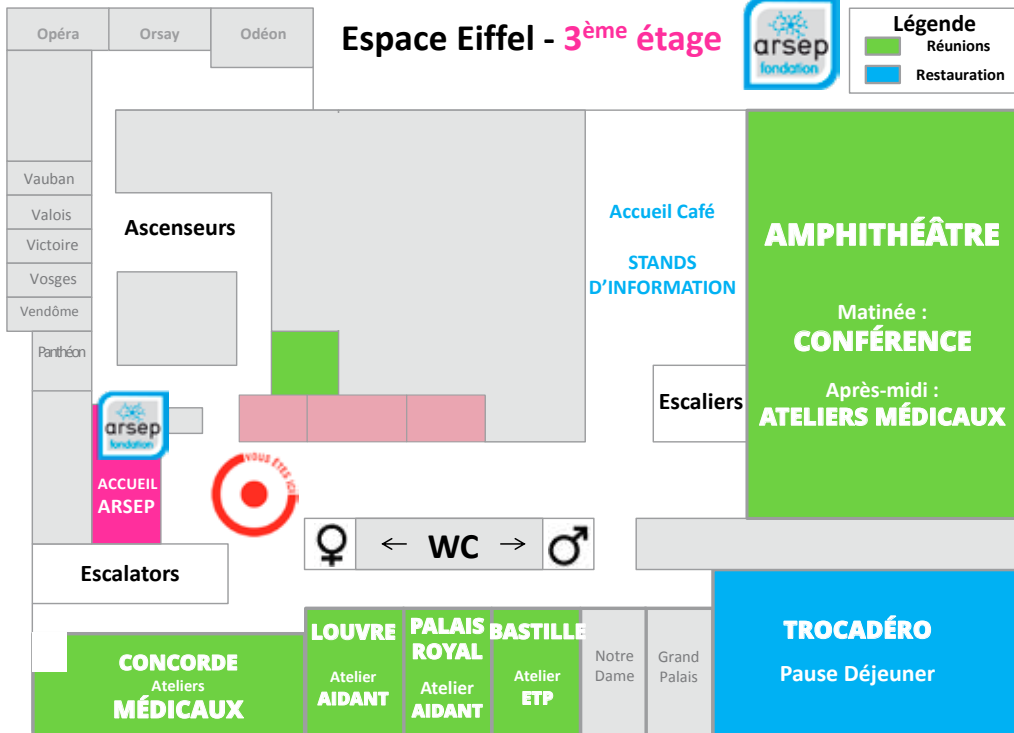 Opéra
Orsay
Odéon
Espace Eiffel - 3ème étage
arsep
fondation
Légende
Réunions
Restauration
Vauban
Valois
Victoire
Vosges
Vendôme
Panthéon
Ascenseurs
Accueil Café
STANDS
D’INFORMATION
AMPHITHÉÂTRE
Matinée :
CONFÉRENCE
Après-midi :
ATELIERS MÉDICAUX
Escaliers
arsep
fondation
ACCUEIL
ARSEP
VOUS ÊTES ICI
← WC →
Escalators
CONCORDE
Ateliers
MÉDICAUX
LOUVRE
Atelier
AIDANT
PALAIS
ROYAL
Atelier
AIDANT
BASTILLE
Atelier
ETP
Notre
Dame
Grand
Palais
TROCADÉRO
Pause Déjeuner